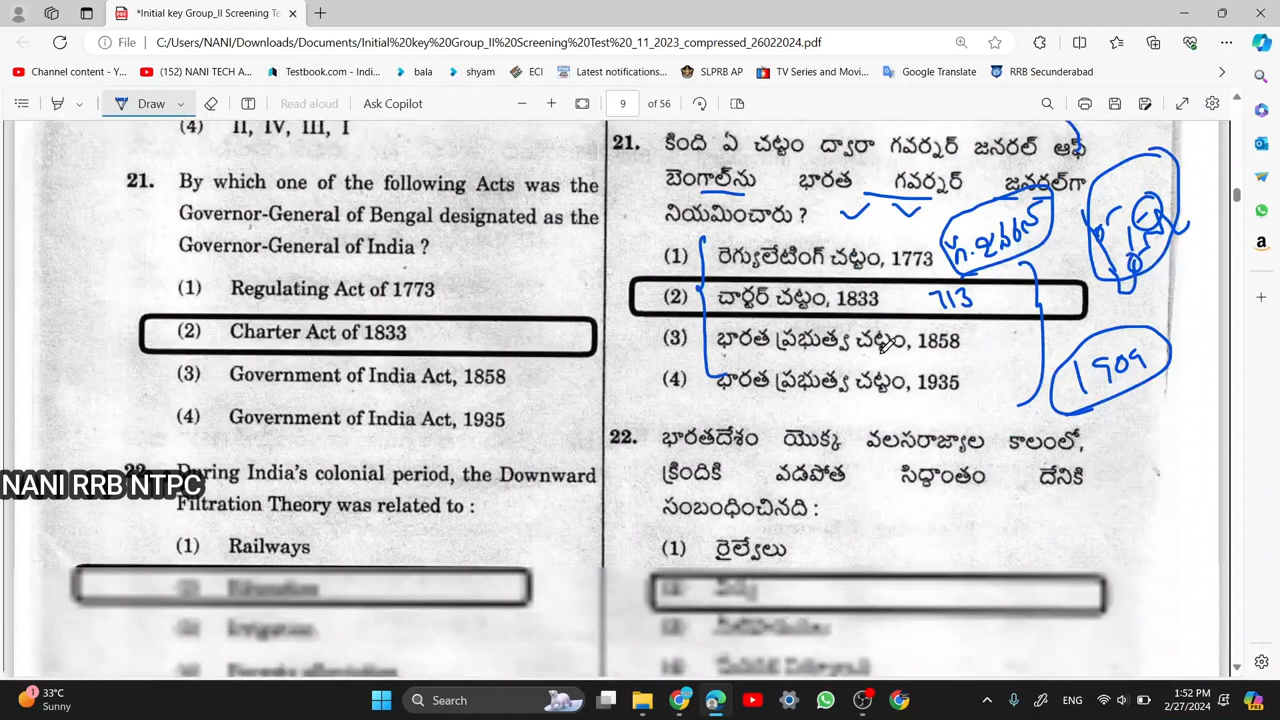 *Initial key Group_II Screening Te
File
C:/Users/NANI/Downloads/Documents/Initial%20key%20Group_II%20Screening%20Test%20_11_2023_compressed_26022024.pdf
Channel content - Y...
(152) NANI TECH A...
Testbook.com - Indi...
bala
shyam
ECI
Latest notifications...
SLPRB AP
TV Series and Movi...
Google Translate
RRB Secunderabad
Draw
Read aloud
Ask Copilot
9
of 56
(4) II, IV, III, I
21. By which one of the following Acts was the
Governor-General of Bengal designated as the
Governor-General of India ?
(1) Regulating Act of 1773
(2) Charter Act of 1833
(3) Government of India Act, 1858
(4) Government of India Act, 1935
22. During India's colonial period, the Downward
Filtration Theory was related to :
(1) Railways
21. కింది ఏ చట్టం ద్వారా గవర్నర్ జనరల్ ఆఫ్
బెంగాల్‌ను భారత గవర్నర్ జనరల్‌గా
నియమించారు ?
(1) రెగ్యులేటింగ్ చట్టం, 1773
(2) చార్టర్ చట్టం, 1833
713
(3) భారత ప్రభుత్వ చట్టం, 1858
(4) భారత ప్రభుత్వ చట్టం, 1935
1909
22. భారతదేశం యొక్క వలసరాజ్యాల కాలంలో,
క్రిందికి వడపోత సిద్ధాంతం దేనికి
సంబంధించినది :
(1) రైల్వేలు
NANI RRB NTPC
33°C
Sunny
Search
ENG
1:52 PM
2/27/2024